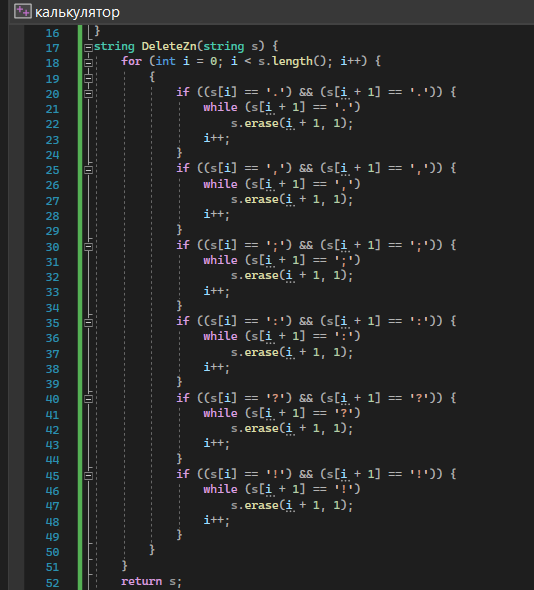 калькулятор
16 }
17 string DeleteZn(string s) {
18 for (int i = 0; i < s.length(); i++) {
19 {
20 if ((s[i] == '.') && (s[i + 1] == '.')) {
21 while (s[i + 1] == '.')
22 s.erase(i + 1, 1);
23 i++;
24 }
25 if ((s[i] == ',') && (s[i + 1] == ',')) {
26 while (s[i + 1] == ',')
27 s.erase(i + 1, 1);
28 i++;
29 }
30 if ((s[i] == ';') && (s[i + 1] == ';')) {
31 while (s[i + 1] == ';')
32 s.erase(i + 1, 1);
33 i++;
34 }
35 if ((s[i] == ':') && (s[i + 1] == ':')) {
36 while (s[i + 1] == ':')
37 s.erase(i + 1, 1);
38 i++;
39 }
40 if ((s[i] == '?') && (s[i + 1] == '?')) {
41 while (s[i + 1] == '?')
42 s.erase(i + 1, 1);
43 i++;
44 }
45 if ((s[i] == '!') && (s[i + 1] == '!')) {
46 while (s[i + 1] == '!')
47 s.erase(i + 1, 1);
48 i++;
49 }
50 }
51 }
52 return s;